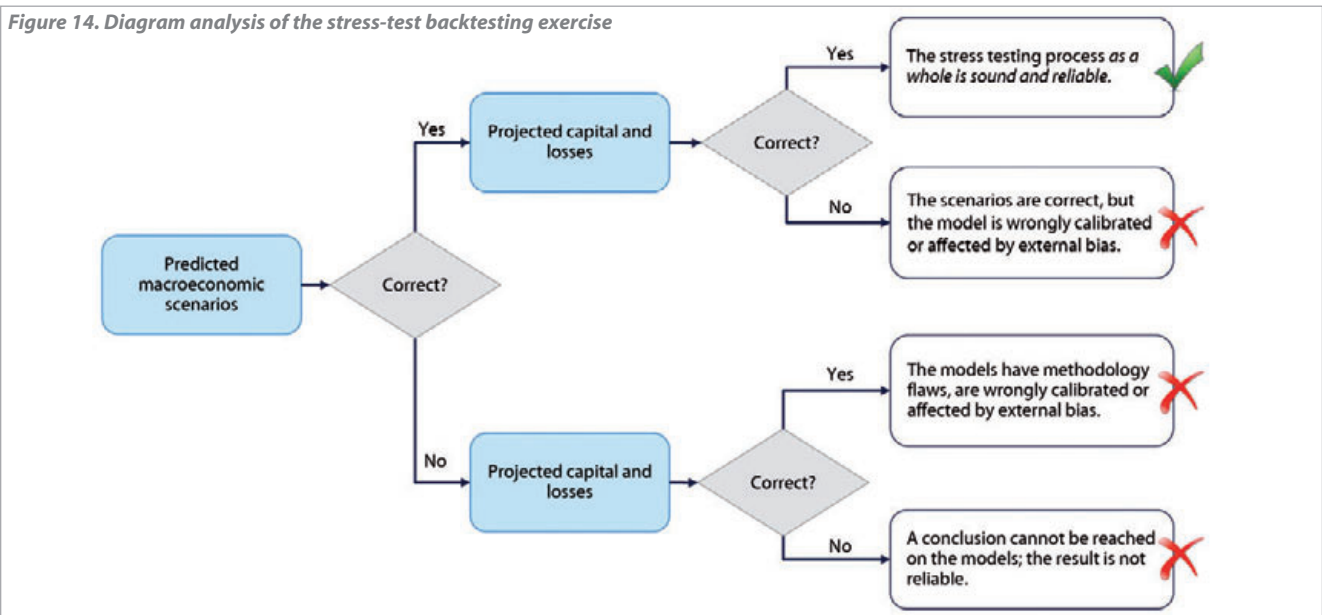 Figure 14. Diagram analysis of the stress-test backtesting exercise
Yes
The stress testing process as a
whole is sound and reliable.
Yes
Projected capital and
losses
Correct?
No
The scenarios are correct, but
the model is wrongly calibrated
or affected by external bias.
Predicted
macroeconomic
scenarios
Correct?
Yes
The models have methodology
flaws, are wrongly calibrated or
affected by external bias.
No
Projected capital and
losses
Correct?
No
A conclusion cannot be reached
on the models; the result is not
reliable.